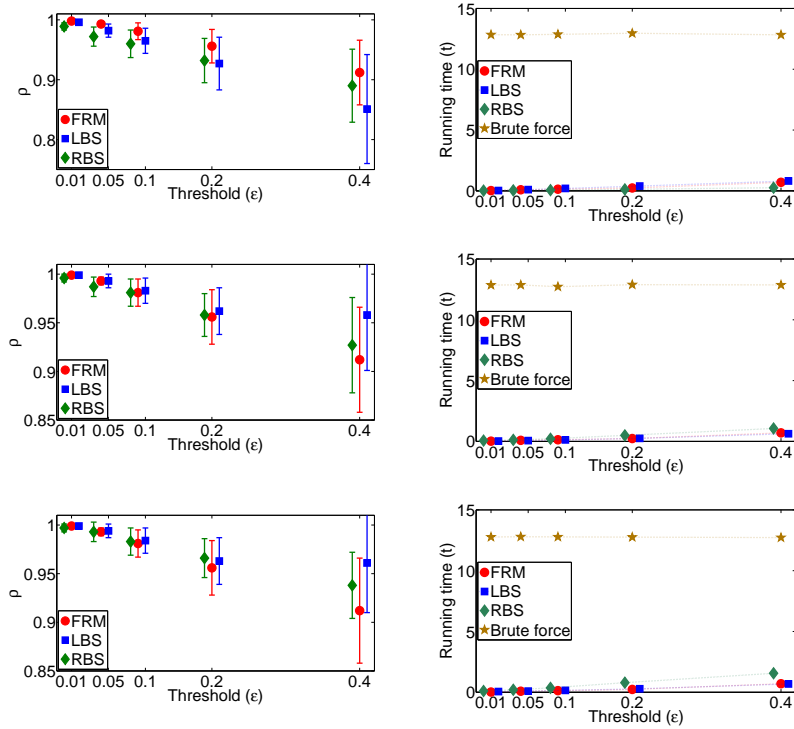 1
0.9
0.8
ρ
FRM
LBS
RBS
0.01 0.05 0.1 0.2 0.4
Threshold (ε)
15
10
5
0
Running time (t)
FRM
LBS
RBS
Brute force
0.01 0.05 0.1 0.2 0.4
Threshold (ε)
1
0.95
0.9
0.85
ρ
FRM
LBS
RBS
0.01 0.05 0.1 0.2 0.4
Threshold (ε)
15
10
5
0
Running time (t)
FRM
LBS
RBS
Brute force
0.01 0.05 0.1 0.2 0.4
Threshold (ε)
1
0.95
0.9
0.85
ρ
FRM
LBS
RBS
0.01 0.05 0.1 0.2 0.4
Threshold (ε)
15
10
5
0
Running time (t)
FRM
LBS
RBS
Brute force
0.01 0.05 0.1 0.2 0.4
Threshold (ε)